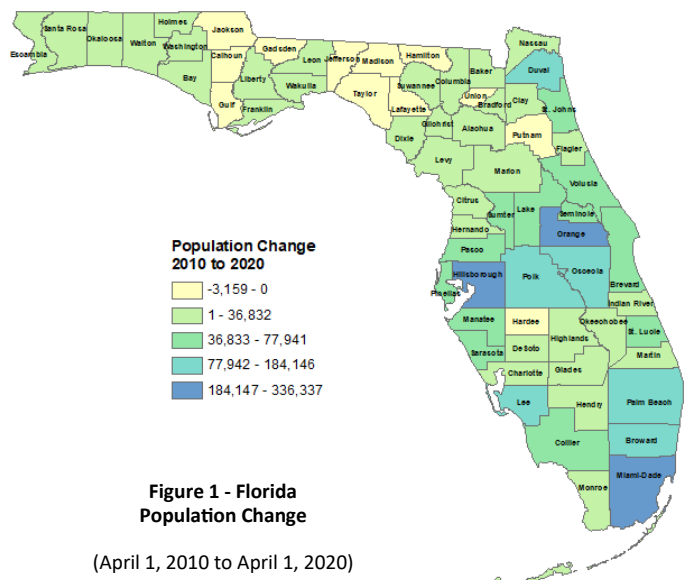 Holmes
Jackson
Santa Rosa
Okaloosa
Walton
Washington
Escambia
Calhoun
Bay
Gulf
Gadsden
Liberty
Leon
Wakulla
Franklin
Jefferson
Madison
Hamilton
Taylor
Lafayette
Suwannee
Columbia
Baker
Nassau
Duval
Union
Bradford
Clay
St. Johns
Gilchrist
Alachua
Putnam
Dixie
Flagler
Levy
Marion
Volusia
Citrus
Sumter
Lake
Seminole
Hernando
Orange
Pasco
Hillsborough
Polk
Osceola
Brevard
Pinellas
Indian River
Manatee
Hardee
Okeechobee
St. Lucie
Highlands
DeSoto
Sarasota
Martin
Charlotte
Glades
Lee
Hendry
Palm Beach
Collier
Broward
Monroe
Miami-Dade
Population Change
2010 to 2020
-3,159 - 0
1 - 36,832
36,833 - 77,941
77,942 - 184,146
184,147 - 336,337
Figure 1 - Florida
Population Change
(April 1, 2010 to April 1, 2020)